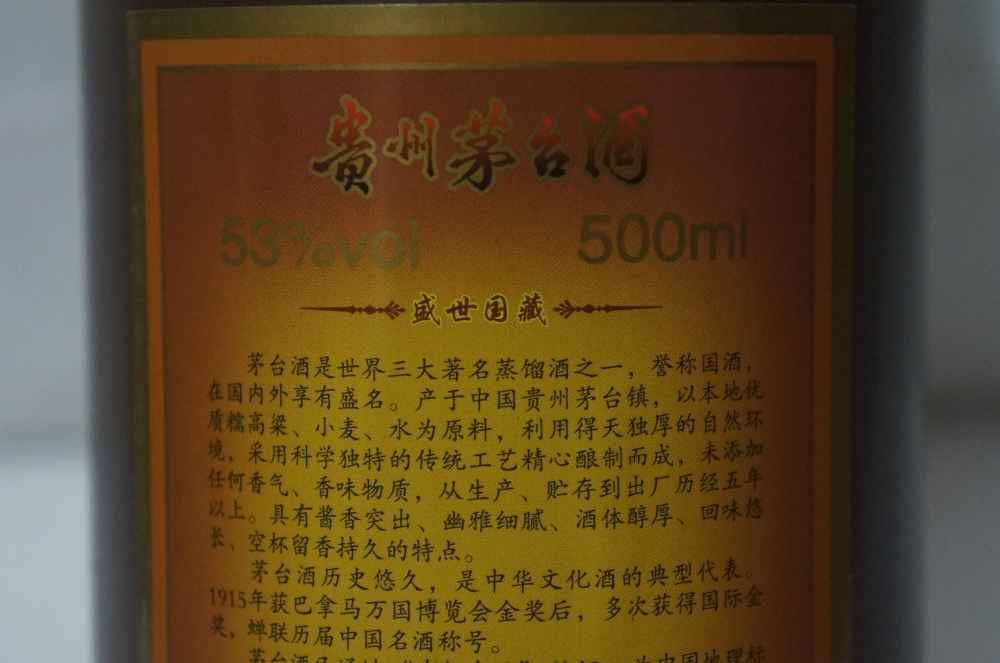 貴州茅台酒
53%vol 500ml
盛世国藏
茅台酒是世界三大著名蒸馏酒之一，誉称国酒，
在国内外享有盛名。产于中国贵州茅台镇，以本地优
质糯高粱、小麦、水为原料，利用得天独厚的自然环
境，采用科学独特的传统工艺精心酿制而成，未添加
任何香气、香味物质，从生产、贮存到出厂历经五年
以上。具有酱香突出、幽雅细腻、酒体醇厚、回味悠
长、空杯留香持久的特点。
茅台酒历史悠久，是中华文化酒的典型代表。
1915年获巴拿马万国博览会金奖后，多次获得国际金
奖，蝉联历届中国名酒称号。